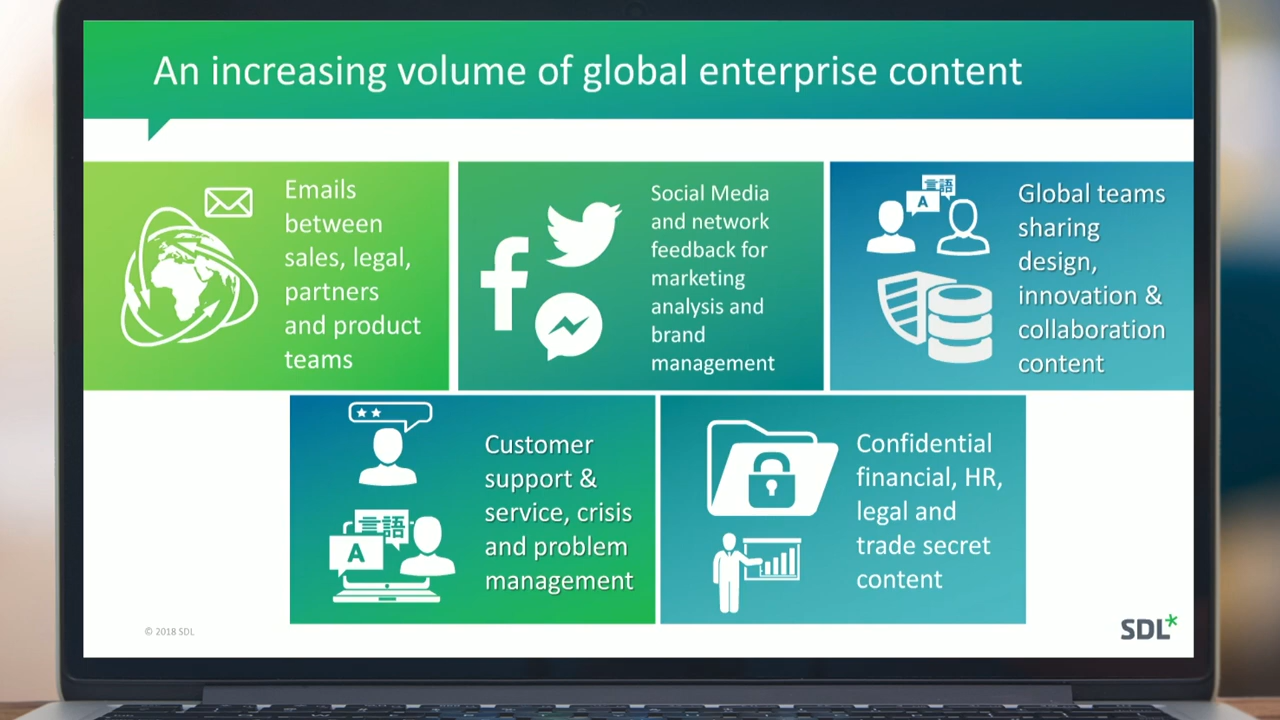 An increasing volume of global enterprise content
Emails
between
sales, legal,
partners
and product
teams
Social Media
and network
feedback for
marketing
analysis and
brand
management
言語
A
Global teams
sharing
design,
innovation &
collaboration
content
Customer
support &
service, crisis
and problem
management
言語
A
Confidential
financial, HR,
legal and
trade secret
content
© 2018 SDL
SDL*